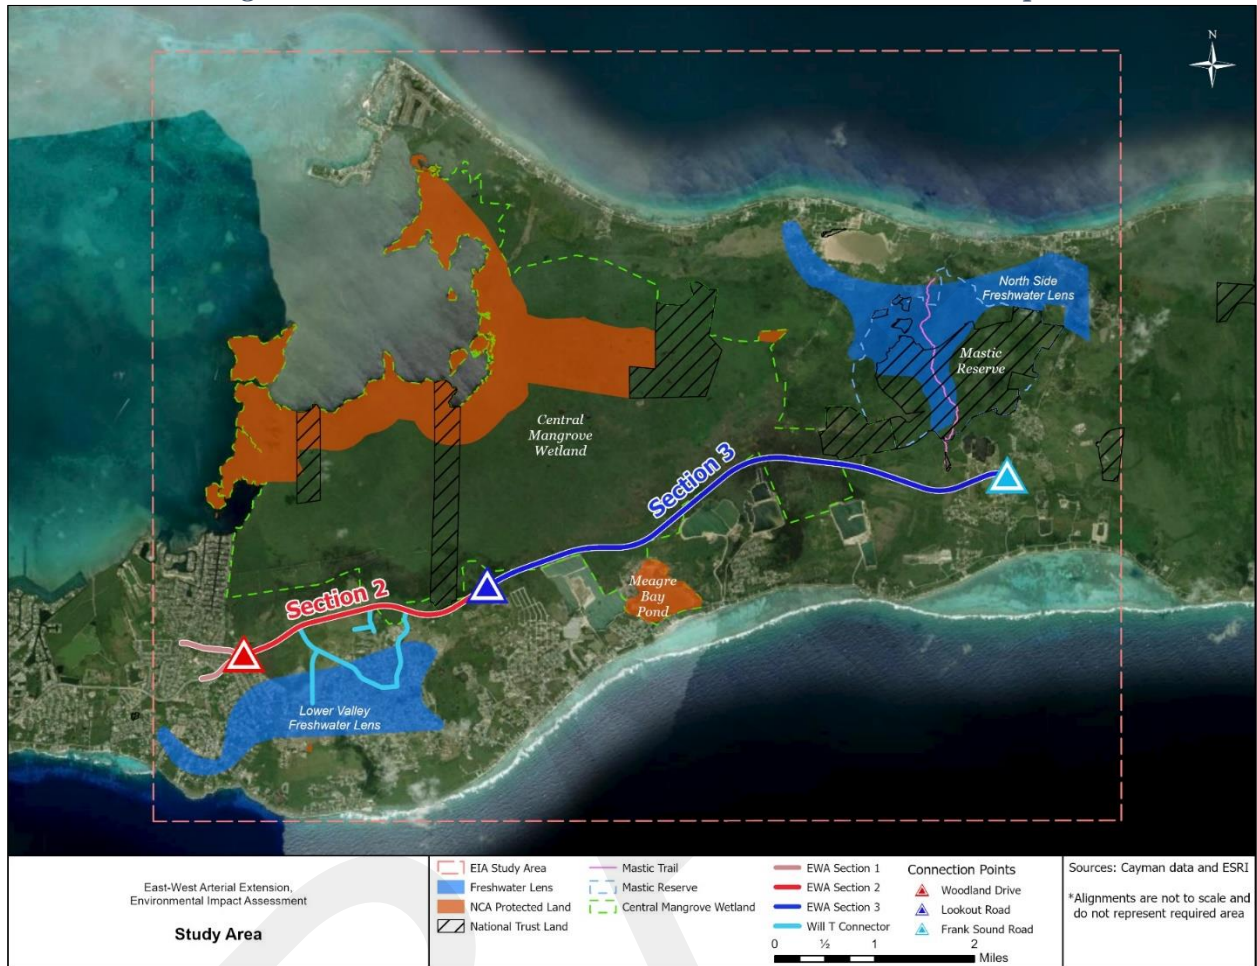 N
North Side
Freshwater Lens
Mastic
Reserve
Central
Mangrove
Wetland
Section 3
Meagre
Bay
Pond
Section 2
Lower Valley
Freshwater Lens
East-West Arterial Extension,
Environmental Impact Assessment
Study Area
EIA Study Area
Freshwater Lens
NCA Protected Land
National Trust Land
Mastic Trail
Mastic Reserve
Central Mangrove Wetland
EWA Section 1
EWA Section 2
EWA Section 3
Will T Connector
Connection Points
Woodland Drive
Lookout Road
Frank Sound Road
0 ½ 1 2
Miles
Sources: Cayman data and ESRI
*Alignments are not to scale and
do not represent required area